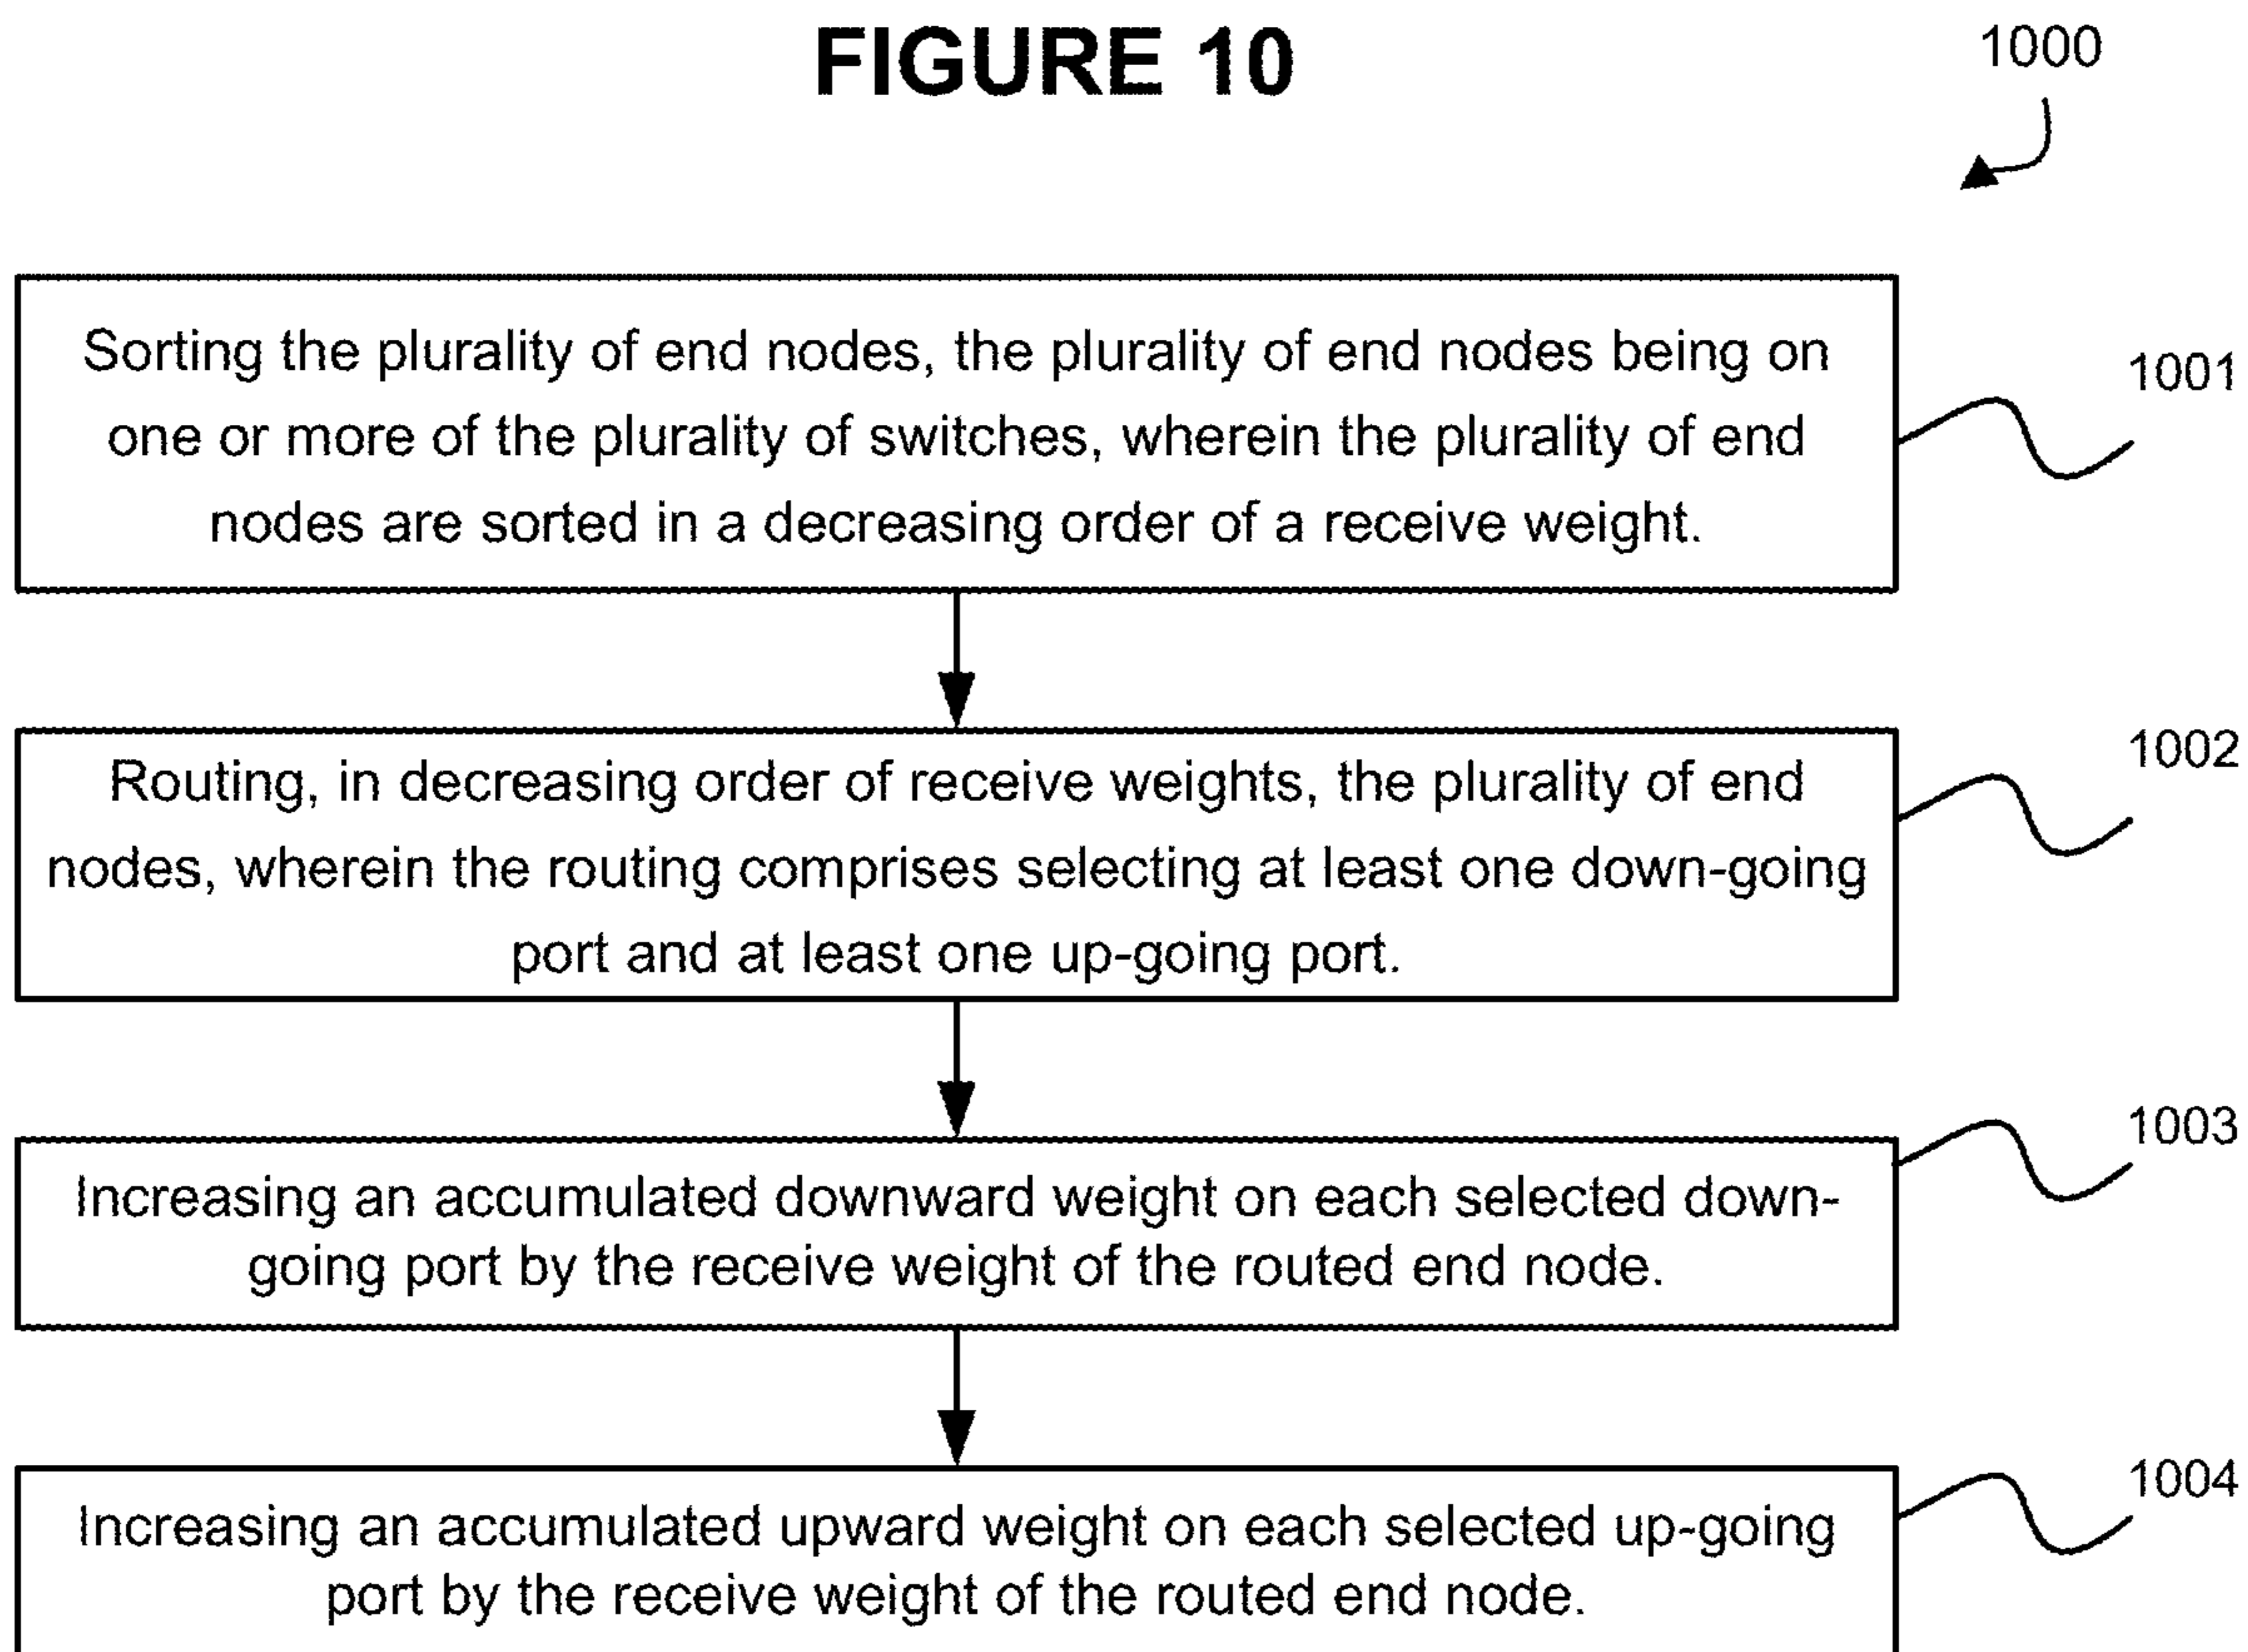 FIGURE 10
1000
Sorting the plurality of end nodes, the plurality of end nodes being on
one or more of the plurality of switches, wherein the plurality of end
nodes are sorted in a decreasing order of a receive weight.
1001
Routing, in decreasing order of receive weights, the plurality of end
nodes, wherein the routing comprises selecting at least one down-going
port and at least one up-going port.
1002
Increasing an accumulated downward weight on each selected down-
going port by the receive weight of the routed end node.
1003
Increasing an accumulated upward weight on each selected up-going
port by the receive weight of the routed end node.
1004